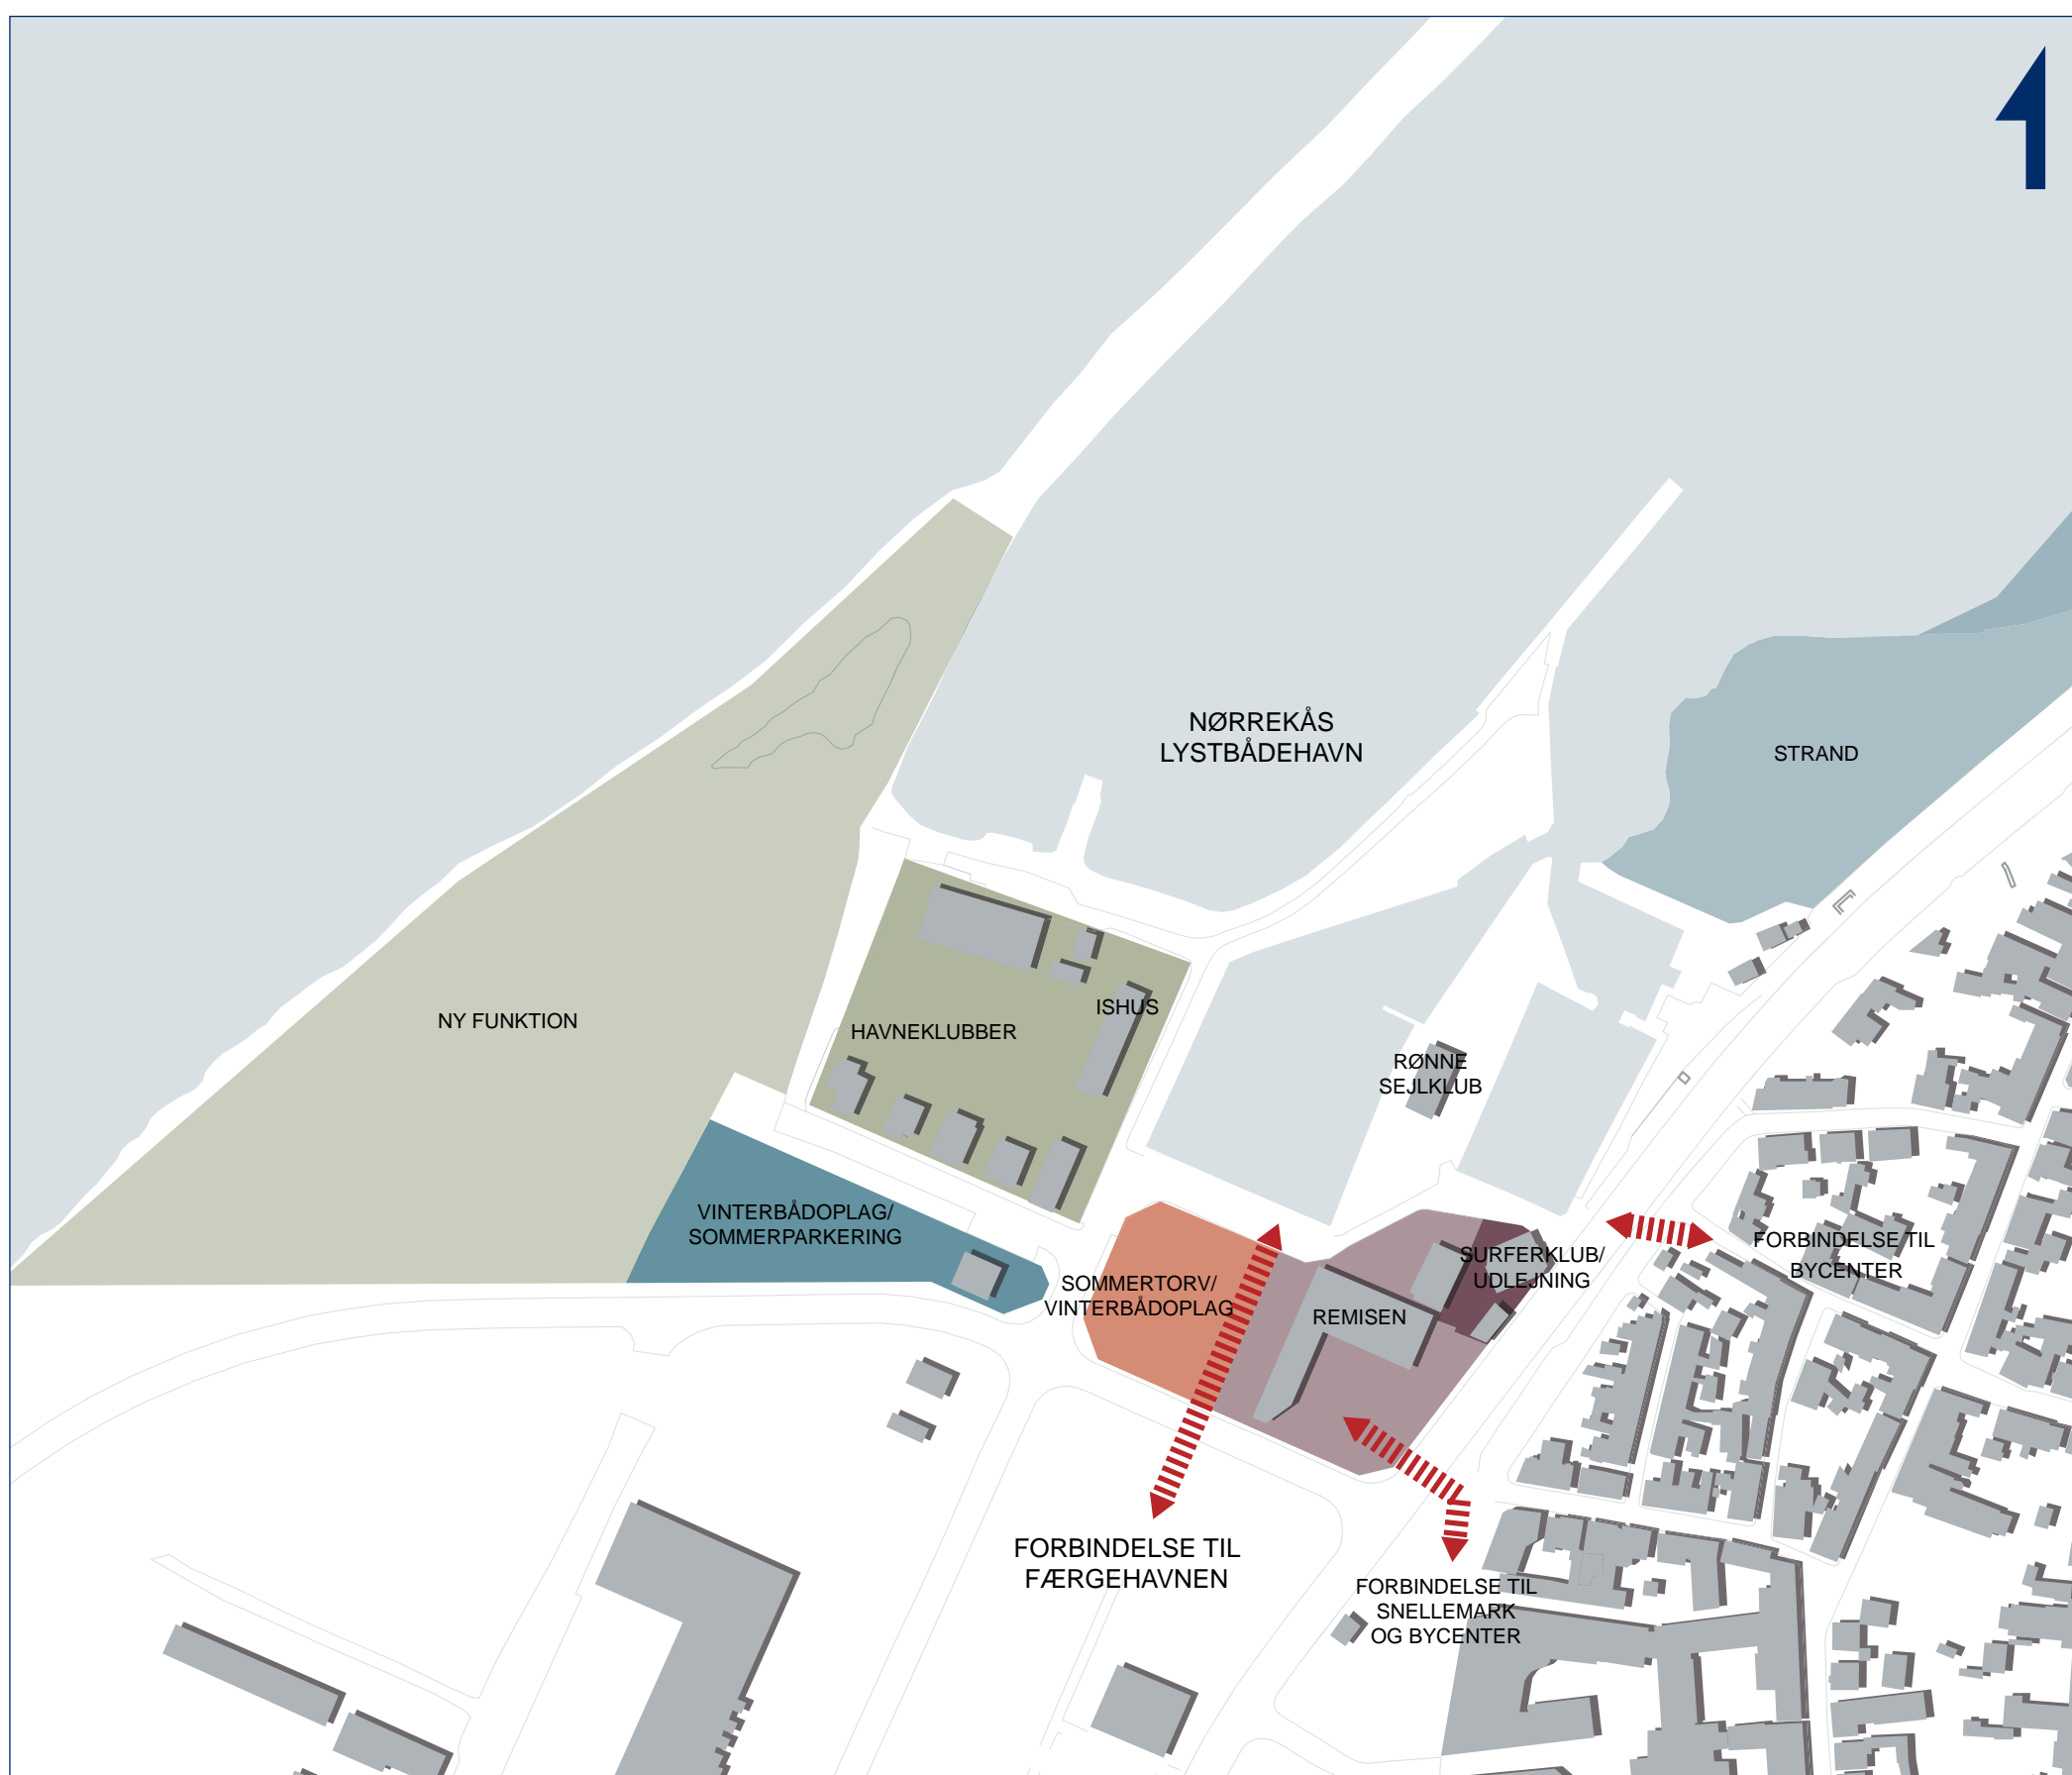 NØRREKÅS
LYSTBÅDEHAVN
STRAND
NY FUNKTION
ISHUS
HAVNEKLUBBER
RØNNE
SEJLKLUB
VINTERBÅDOPLAG/
SOMMERPARKERING
SOMMERTORV/
VINTERBÅDOPLAG
SURFERKLUB/
UDLEJNING
REMISEN
FORBINDELSE TIL
BYCENTER
FORBINDELSE TIL
FÆRGEHAVNEN
FORBINDELSE TIL
SNELLEMARK
OG BYCENTER